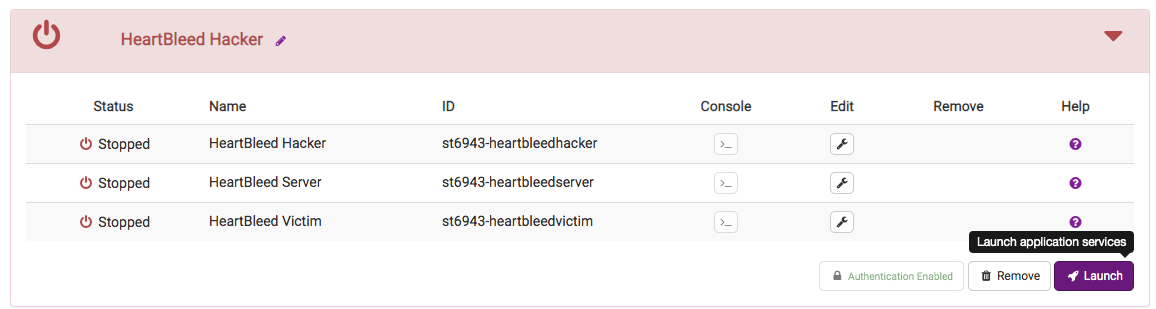 HeartBleed Hacker
Status Name ID Console Edit Remove Help
Stopped HeartBleed Hacker st6943-heartbleedhacker >_ ?
Stopped HeartBleed Server st6943-heartbleedserver >_ ?
Stopped HeartBleed Victim st6943-heartbleedvictim >_ ?
Launch application services
Authentication Enabled Remove Launch